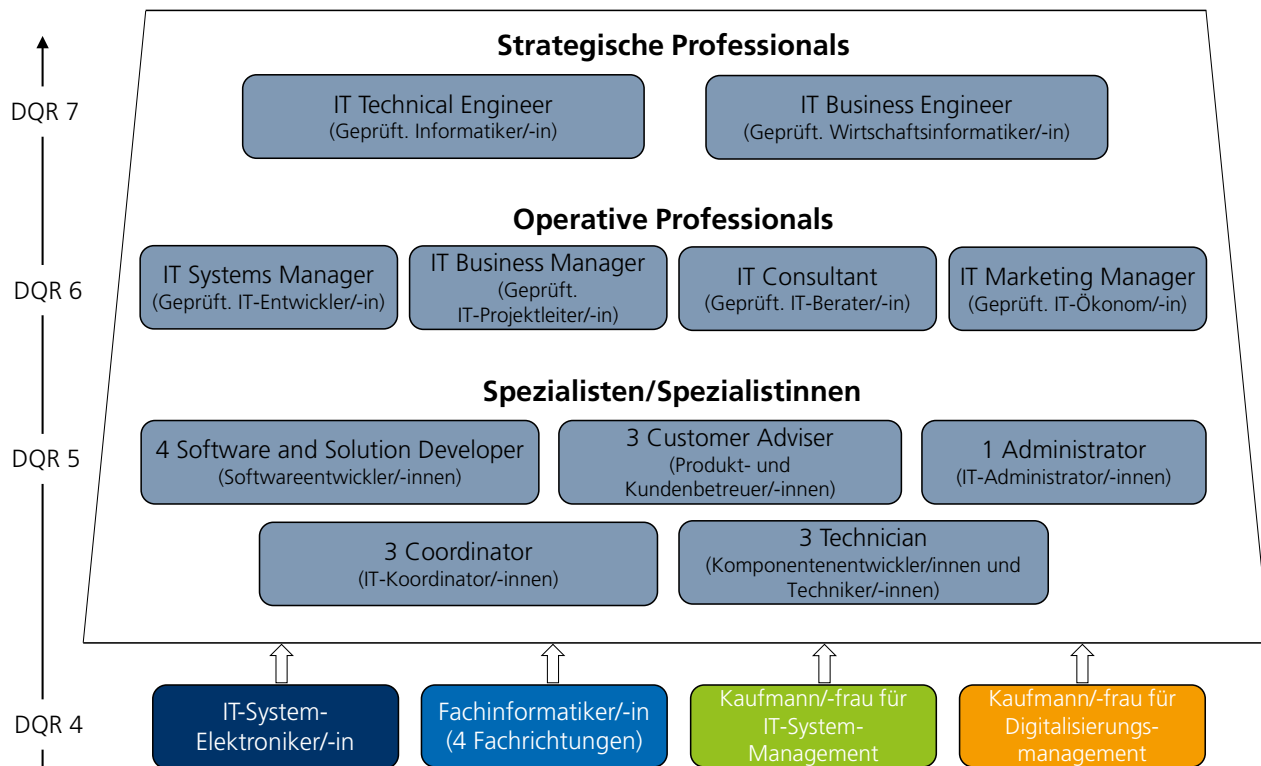 Strategische Professionals
DQR 7
IT Technical Engineer
(Geprüft. Informatiker/-in)
IT Business Engineer
(Geprüft. Wirtschaftsinformatiker/-in)
Operative Professionals
DQR 6
IT Systems Manager
(Geprüft. IT-Entwickler/-in)
IT Business Manager
(Geprüft.
IT-Projektleiter/-in)
IT Consultant
(Geprüft. IT-Berater/-in)
IT Marketing Manager
(Geprüft. IT-Ökonom/-in)
Spezialisten/Spezialistinnen
DQR 5
4 Software and Solution Developer
(Softwareentwickler/-innen)
3 Customer Adviser
(Produkt- und
Kundenbetreuer/-innen)
1 Administrator
(IT-Administrator/-innen)
3 Coordinator
(IT-Koordinator/-innen)
3 Technician
(Komponentenentwickler/innen und
Techniker/-innen)
DQR 4
IT-System-
Elektroniker/-in
Fachinformatiker/-in
(4 Fachrichtungen)
Kaufmann/-frau für
IT-System-
Management
Kaufmann/-frau für
Digitalisierungs-
management